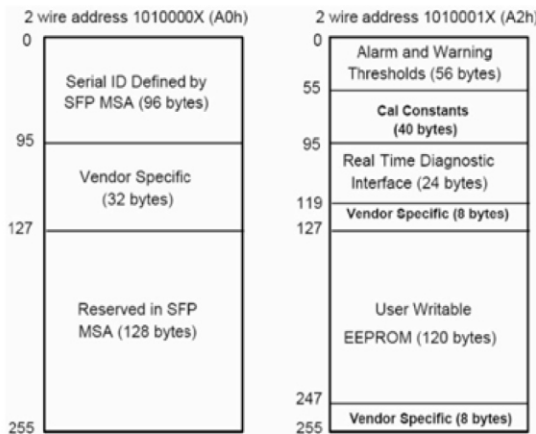 2 wire address 1010000X (A0h)
0
Serial ID Defined by
SFP MSA (96 bytes)
95
Vendor Specific
(32 bytes)
127
Reserved in SFP
MSA (128 bytes)
255
2 wire address 1010001X (A2h)
0
Alarm and Warning
Thresholds (56 bytes)
55
Cal Constants
(40 bytes)
95
Real Time Diagnostic
Interface (24 bytes)
119
Vendor Specific (8 bytes)
127
User Writable
EEPROM (120 bytes)
247
Vendor Specific (8 bytes)
255